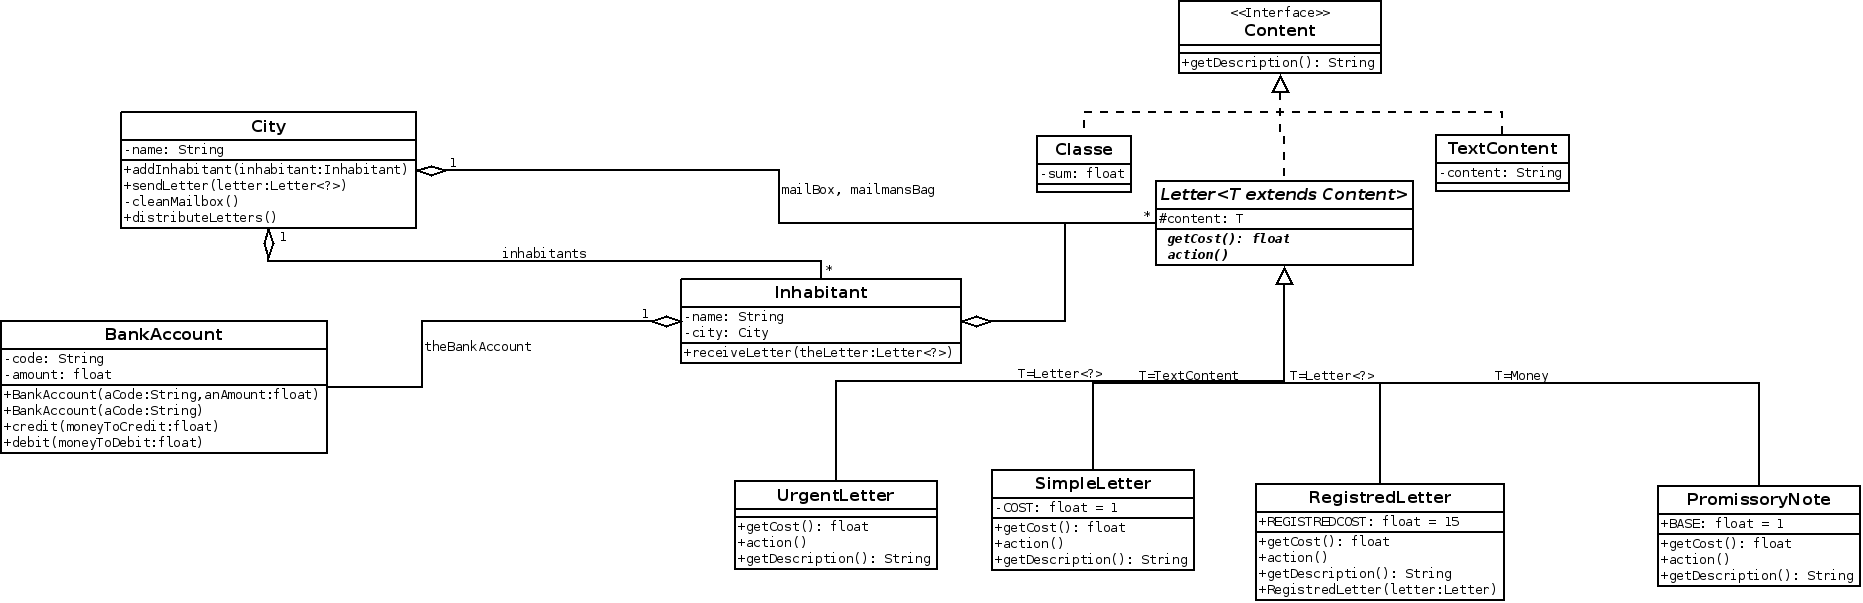 <<Interface>>
Content
+getDescription(): String
City
-name: String
+addInhabitant(inhabitant:Inhabitant)
+sendLetter(letter:Letter<?>)
-cleanMailbox()
+distributeLetters()
1
mailBox, mailmansBag
*
1
inhabitants
*
Classe
-sum: float
TextContent
-content: String
Letter<T extends Content>
#content: T
getCost(): float
action()
Inhabitant
-name: String
-city: City
+receiveLetter(theLetter:Letter<?>)
1
theBankAccount
BankAccount
-code: String
-amount: float
+BankAccount(aCode:String,anAmount:float)
+BankAccount(aCode:String)
+credit(moneyToCredit:float)
+debit(moneyToDebit:float)
T=Letter<?>
T=TextContent
T=Letter<?>
T=Money
UrgentLetter
+getCost(): float
+action()
+getDescription(): String
SimpleLetter
-COST: float = 1
+getCost(): float
+action()
+getDescription(): String
RegistredLetter
+REGISTREDCOST: float = 15
+getCost(): float
+action()
+getDescription(): String
+RegistredLetter(letter:Letter)
PromissoryNote
+BASE: float = 1
+getCost(): float
+action()
+getDescription(): String